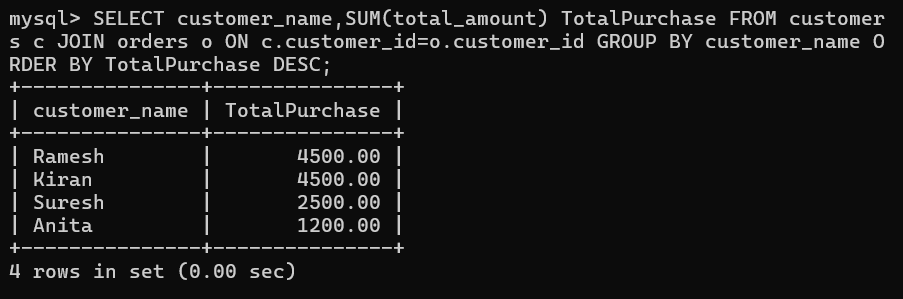 mysql> SELECT customer_name,SUM(total_amount) TotalPurchase FROM customer
s c JOIN orders o ON c.customer_id=o.customer_id GROUP BY customer_name O
RDER BY TotalPurchase DESC;
+---------------+---------------+
| customer_name | TotalPurchase |
+---------------+---------------+
| Ramesh        |       4500.00 |
| Kiran         |       4500.00 |
| Suresh        |       2500.00 |
| Anita         |       1200.00 |
+---------------+---------------+
4 rows in set (0.00 sec)